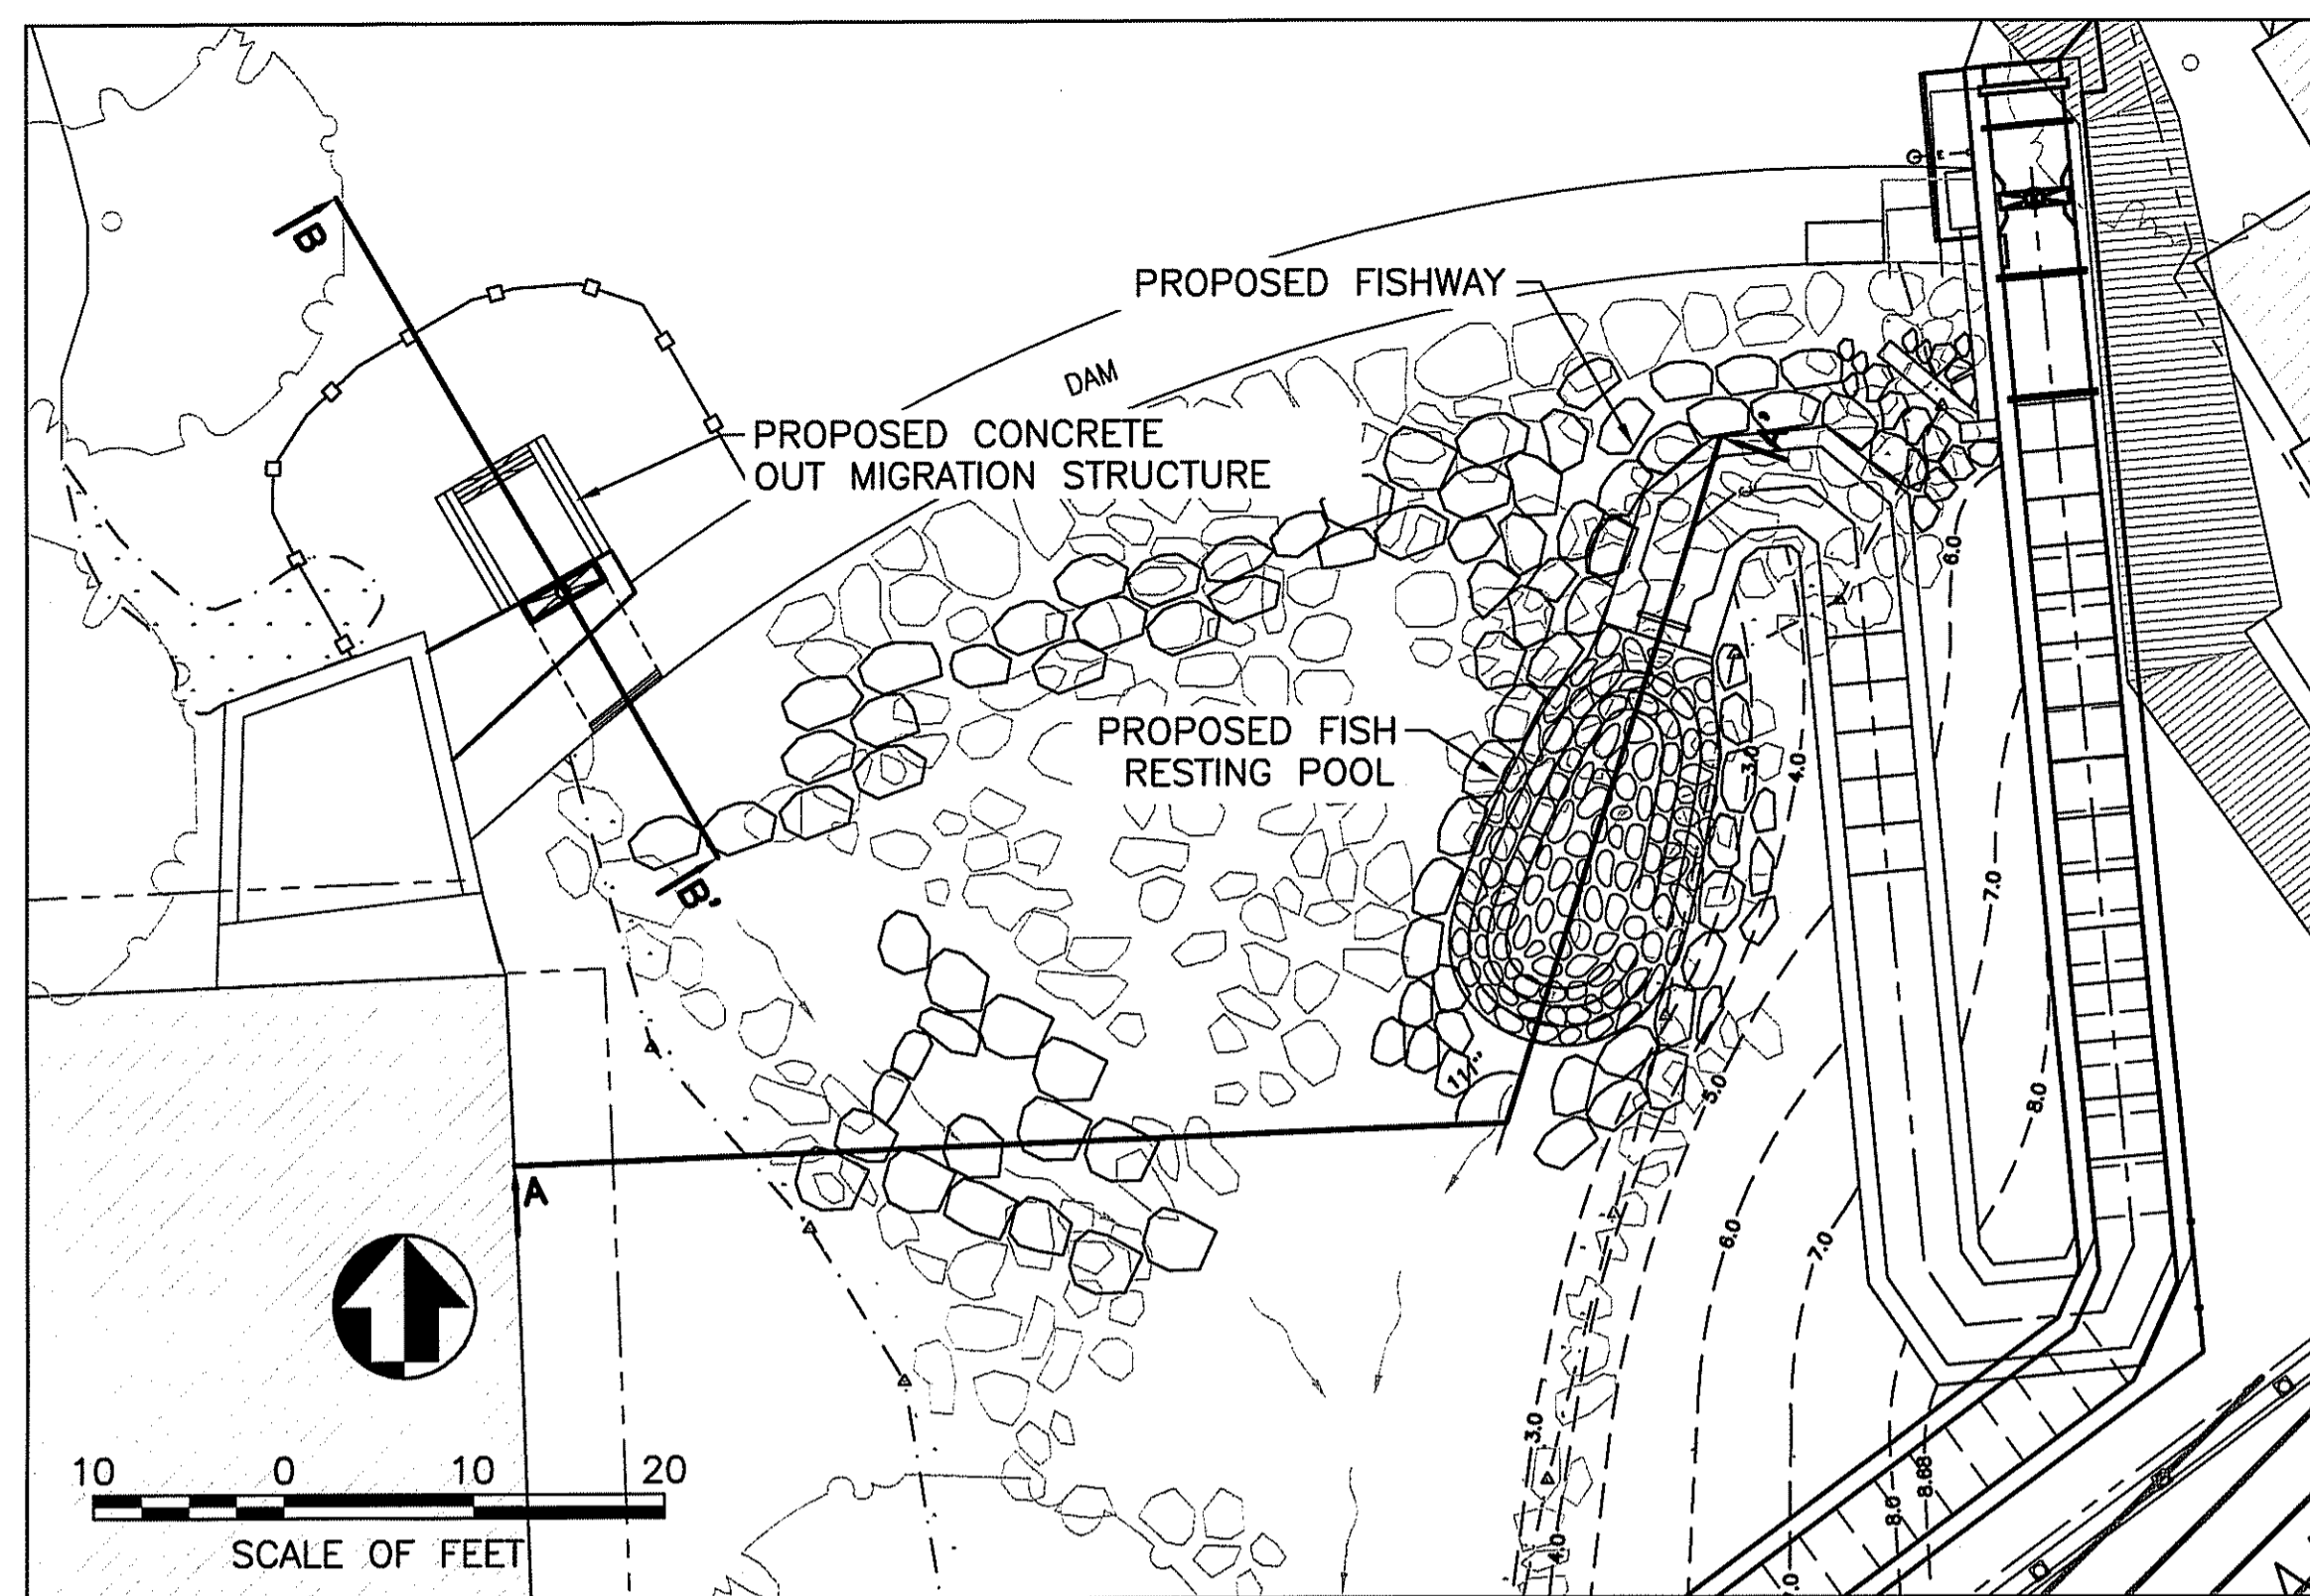 B
PROPOSED FISHWAY
DAM
PROPOSED CONCRETE
OUT MIGRATION STRUCTURE
A'
6.0
PROPOSED FISH
RESTING POOL
3.0
4.0
7.0
B'
8.0
5.0
A
6.0
7.0
3.0
4.0
8.0
8.68
10 0 10 20
SCALE OF FEET